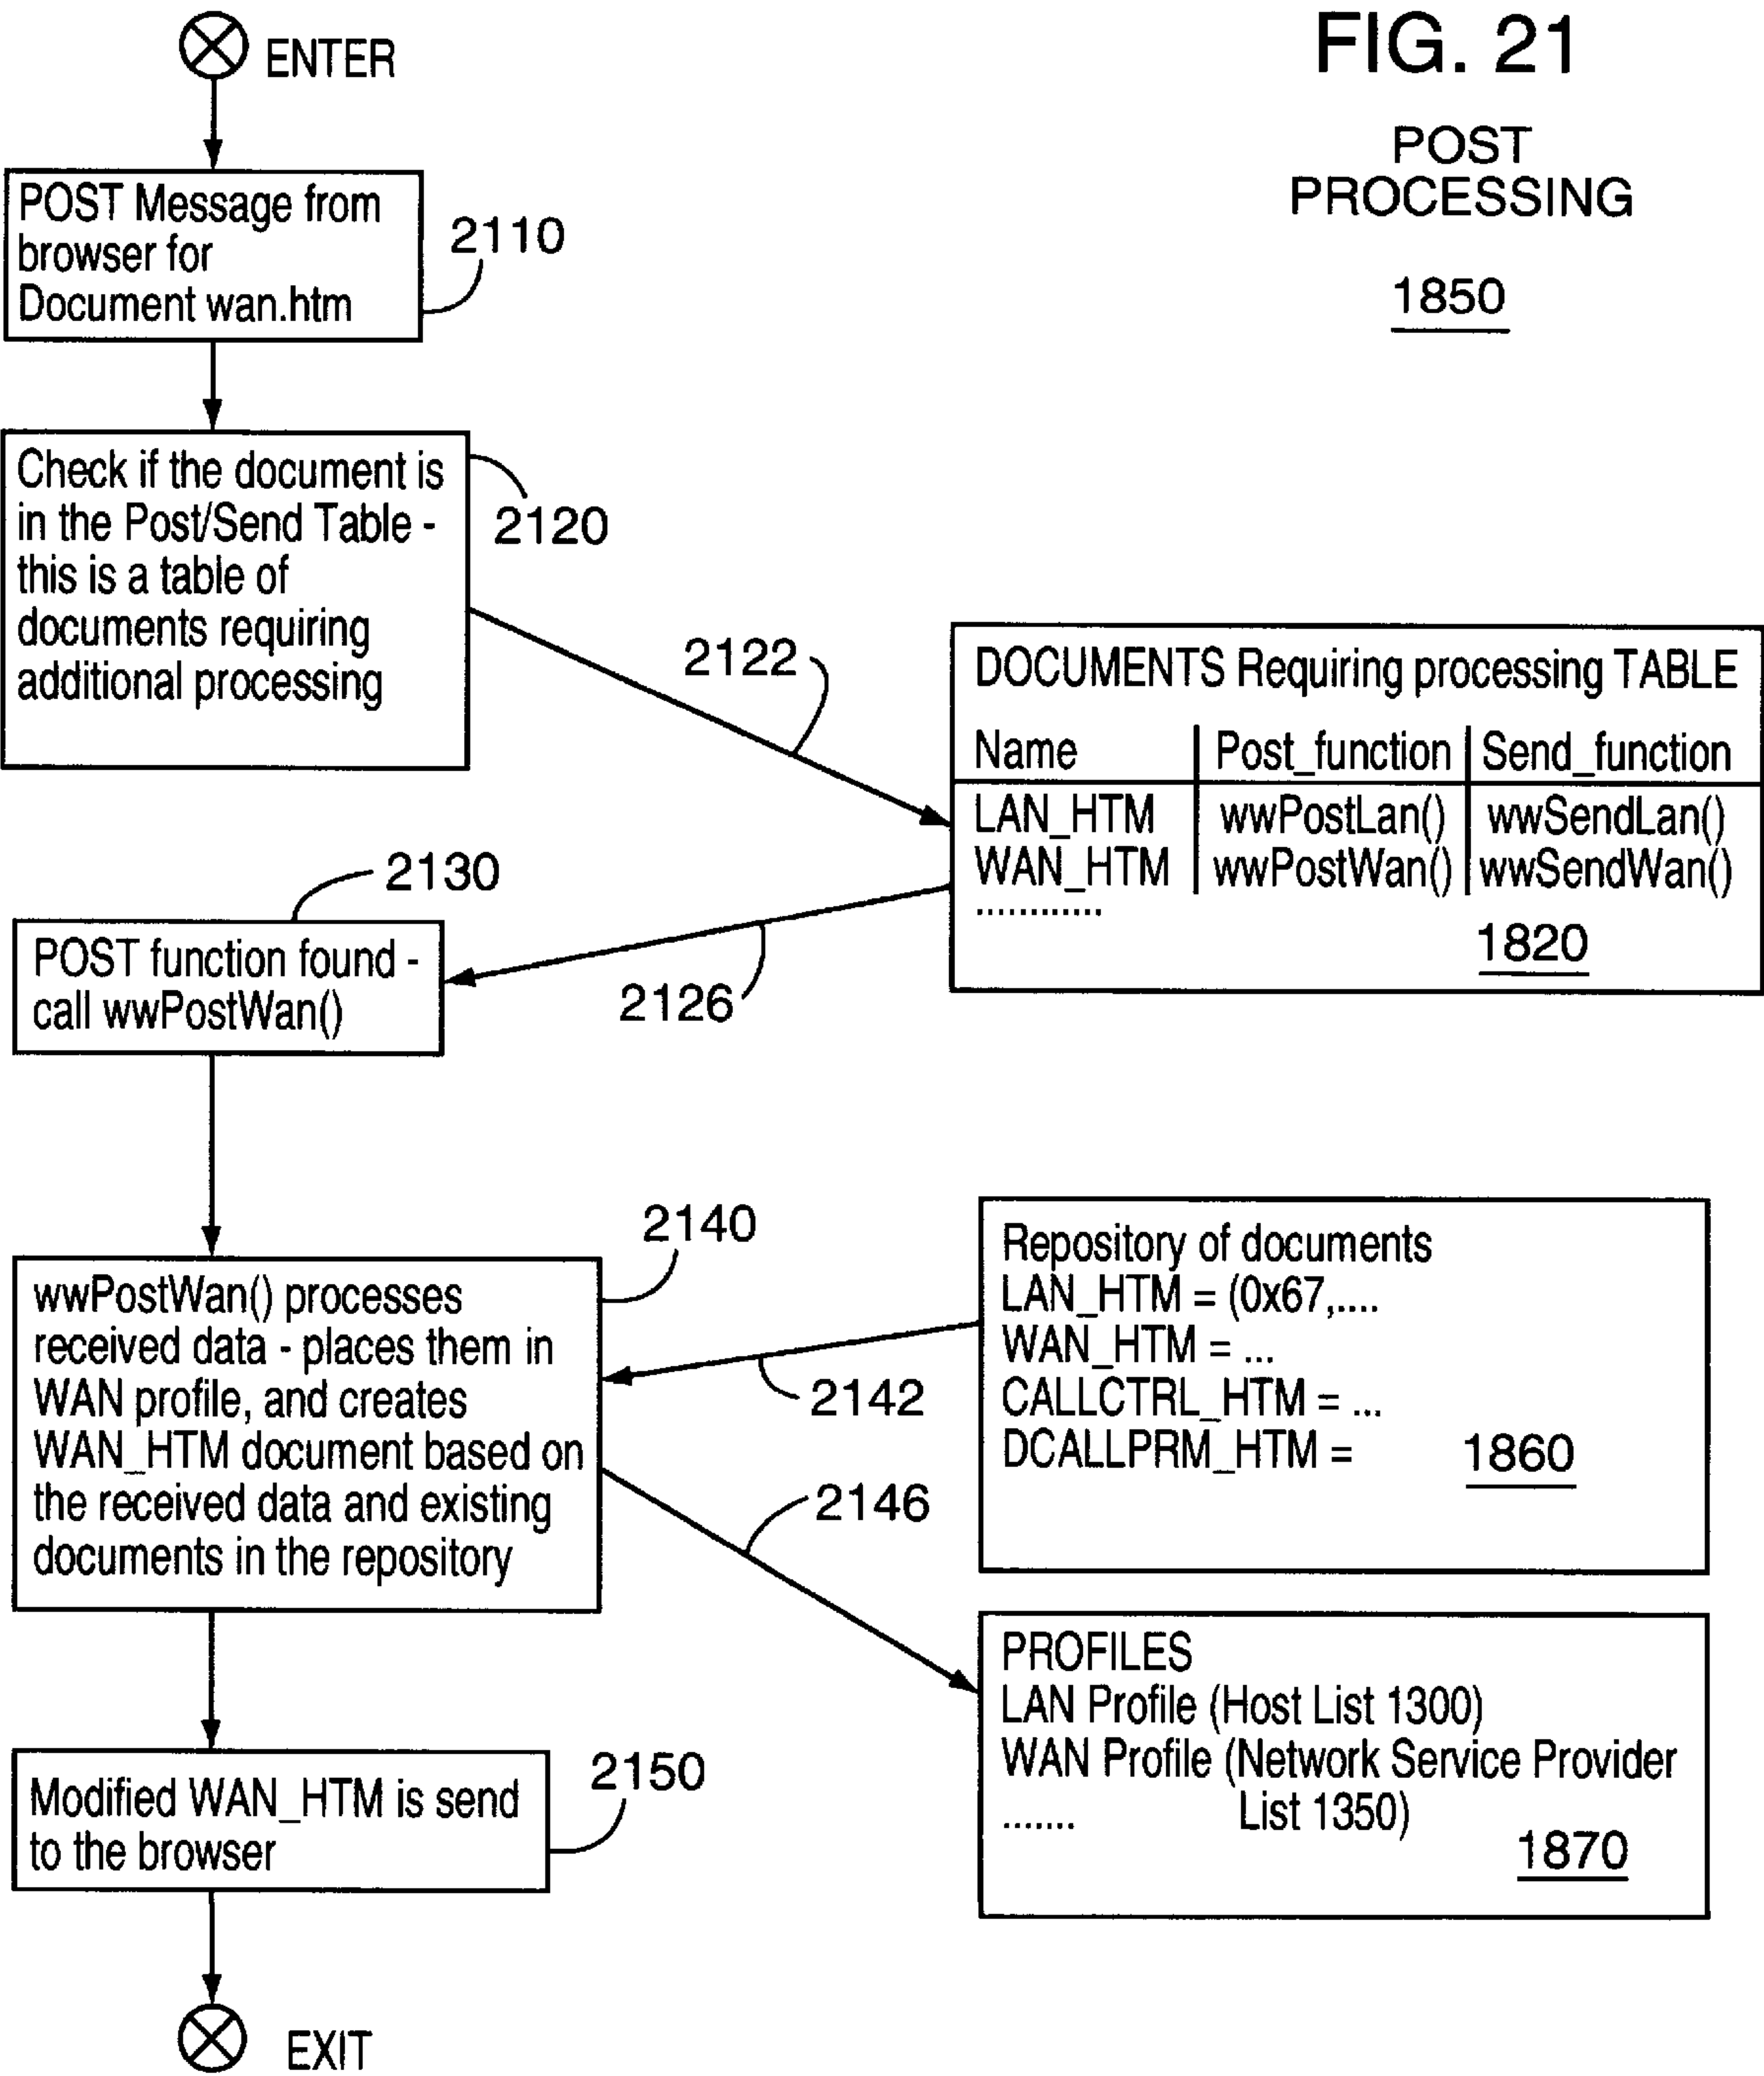 FIG. 21
POST
PROCESSING
1850
ENTER
POST Message from
browser for
Document wan.htm
2110
Check if the document is
in the Post/Send Table -
this is a table of
documents requiring
additional processing
2120
2122
DOCUMENTS Requiring processing TABLE
Name Post_function Send_function
LAN_HTM wwPostLan() wwSendLan()
WAN_HTM wwPostWan() wwSendWan()
............
1820
2126
2130
POST function found -
call wwPostWan()
2140
wwPostWan() processes
received data - places them in
WAN profile, and creates
WAN_HTM document based on
the received data and existing
documents in the repository
2142
Repository of documents
LAN_HTM = (0x67,....
WAN_HTM = ...
CALLCTRL_HTM = ...
DCALLPRM_HTM =
1860
2146
PROFILES
LAN Profile (Host List 1300)
WAN Profile (Network Service Provider
....... List 1350)
1870
2150
Modified WAN_HTM is send
to the browser
EXIT